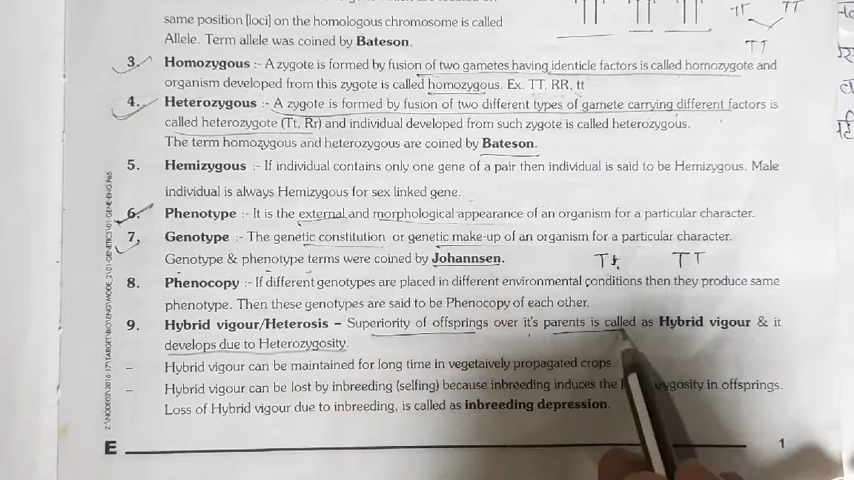 same position [loci] on the homologous chromosome is called
Allele. Term allele was coined by Bateson.
TT TT
TT
3. Homozygous :- A zygote is formed by fusion of two gametes having identicle factors is called homozygote and
organism developed from this zygote is called homozygous. Ex. TT, RR, tt
4. Heterozygous :- A zygote is formed by fusion of two different types of gamete carrying different factors is
called heterozygote (Tt, Rr) and individual developed from such zygote is called heterozygous.
The term homozygous and heterozygous are coined by Bateson.
5. Hemizygous :- If individual contains only one gene of a pair then individual is said to be Hemizygous. Male
individual is always Hemizygous for sex linked gene.
6. Phenotype :- It is the external and morphological appearance of an organism for a particular character.
7. Genotype :- The genetic constitution or genetic make-up of an organism for a particular character.
Genotype & phenotype terms were coined by Johannsen.
Tt TT
8. Phenocopy :- If different genotypes are placed in different environmental conditions then they produce same
phenotype. Then these genotypes are said to be Phenocopy of each other.
9. Hybrid vigour/Heterosis – Superiority of offsprings over it's parents is called as Hybrid vigour & it
develops due to Heterozygosity.
– Hybrid vigour can be maintained for long time in vegetaively propagated crops.
– Hybrid vigour can be lost by inbreeding (selfing) because inbreeding induces the zygosity in offsprings.
Loss of Hybrid vigour due to inbreeding, is called as inbreeding depression.
E 1